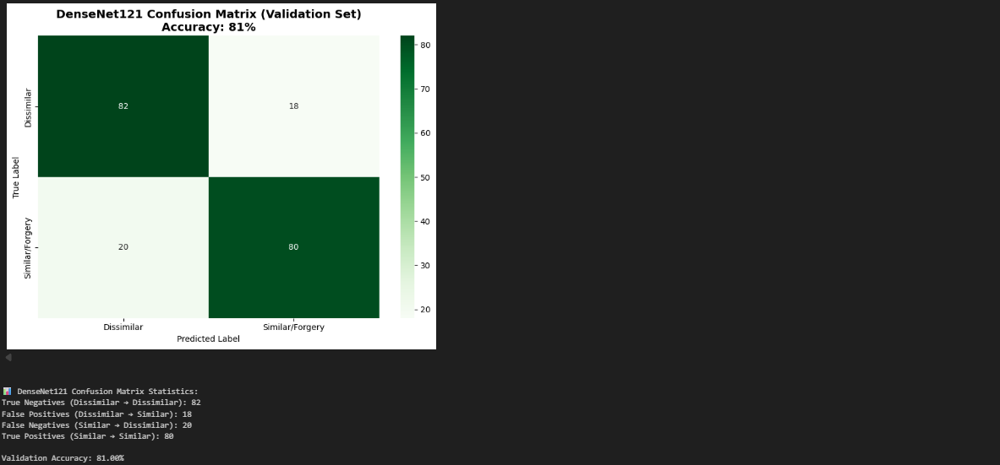 DenseNet121 Confusion Matrix (Validation Set)
Accuracy: 81%
True Label
Dissimilar
Similar/Forgery
82
18
20
80
Dissimilar
Similar/Forgery
Predicted Label
80
70
60
50
40
30
20
📊 DenseNet121 Confusion Matrix Statistics:
True Negatives (Dissimilar → Dissimilar): 82
False Positives (Dissimilar → Similar): 18
False Negatives (Similar → Dissimilar): 20
True Positives (Similar → Similar): 80
Validation Accuracy: 81.00%